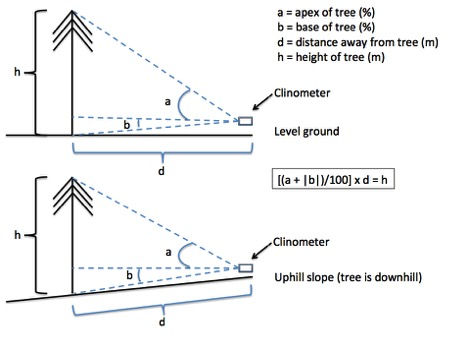 a = apex of tree (%)
b = base of tree (%)
d = distance away from tree (m)
h = height of tree (m)
h
a
b
Clinometer
Level ground
d
[(a + |b|)/100] x d = h
h
a
b
Clinometer
Uphill slope (tree is downhill)
d